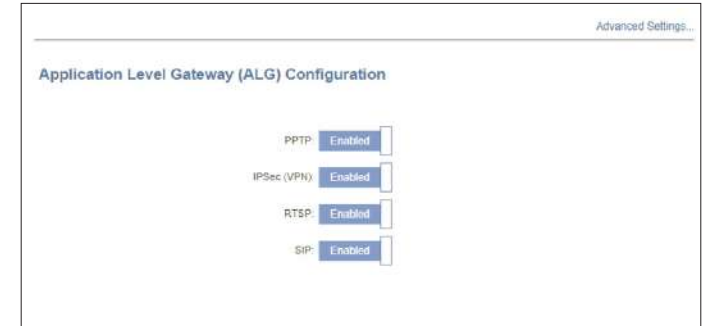 Advanced Settings...
Application Level Gateway (ALG) Configuration
PPTP: Enabled
IPSec (VPN): Enabled
RTSP: Enabled
SIP: Enabled